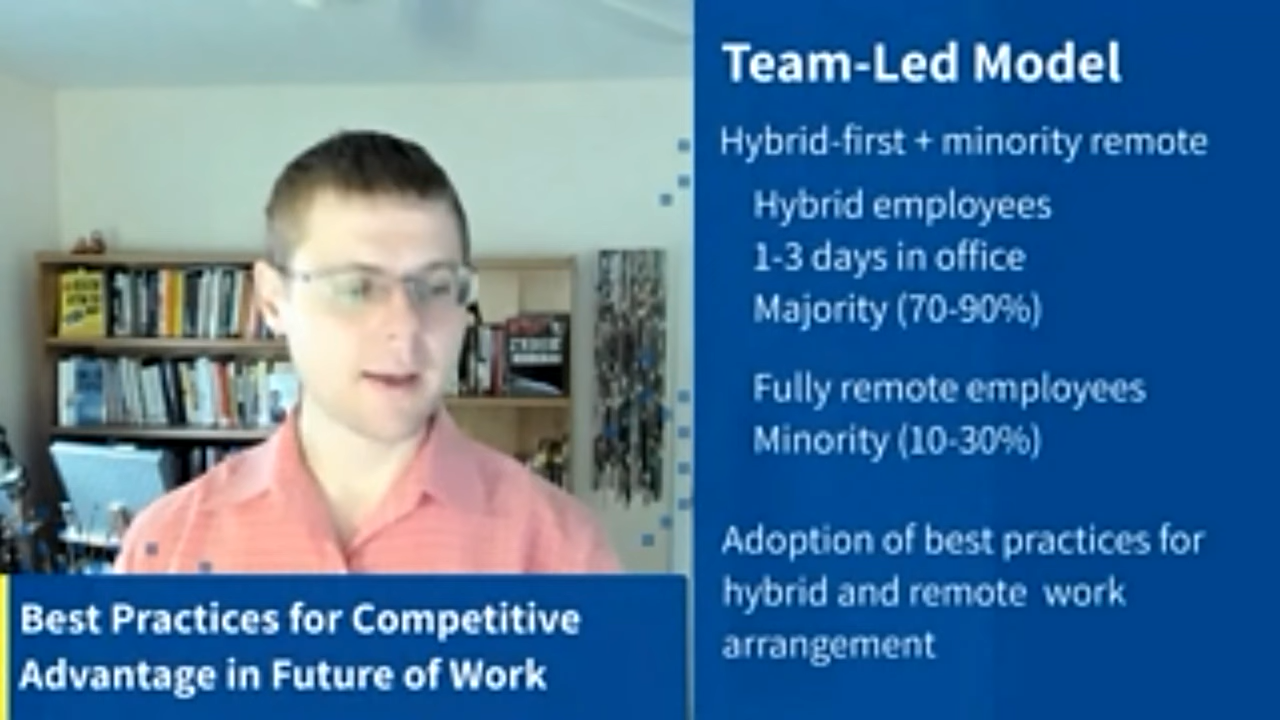 Team-Led Model
Hybrid-first + minority remote
Hybrid employees
1-3 days in office
Majority (70-90%)
Fully remote employees
Minority (10-30%)
Adoption of best practices for
hybrid and remote work
arrangement
Best Practices for Competitive
Advantage in Future of Work